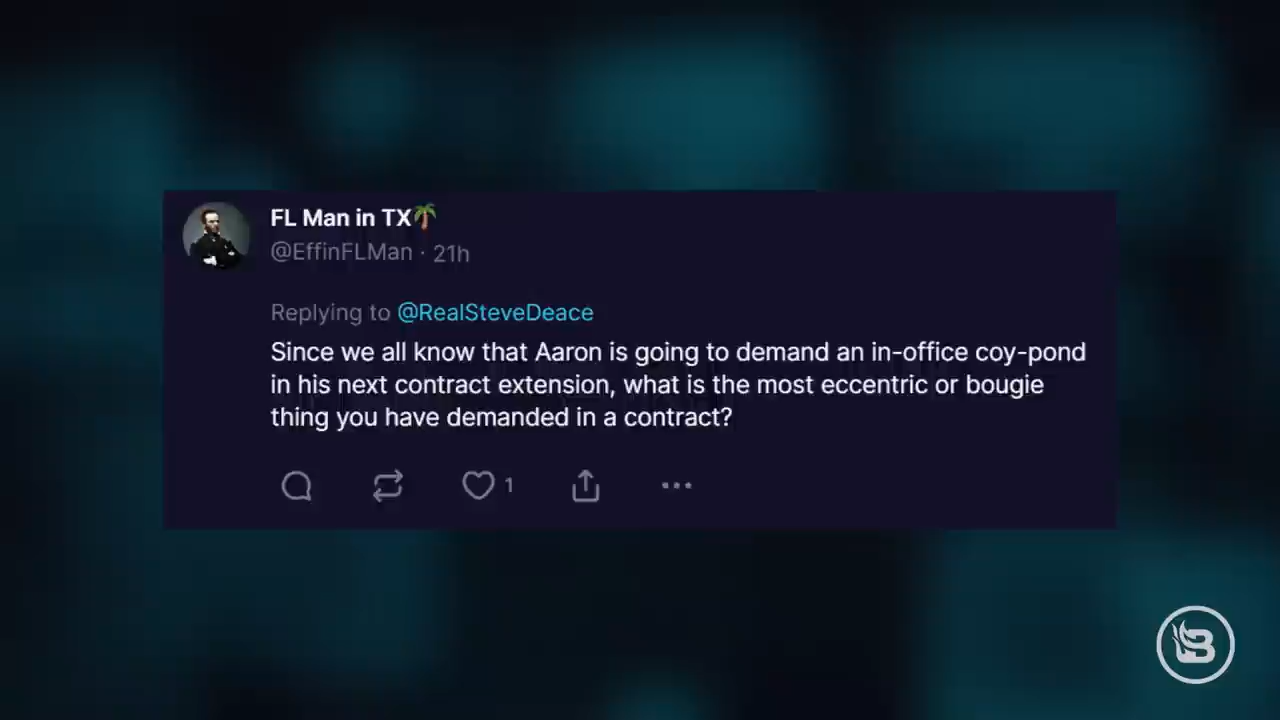 FL Man in TX🌴
@EffinFLMan · 21h
Replying to @RealSteveDeace
Since we all know that Aaron is going to demand an in-office coy-pond
in his next contract extension, what is the most eccentric or bougie
thing you have demanded in a contract?
1
B